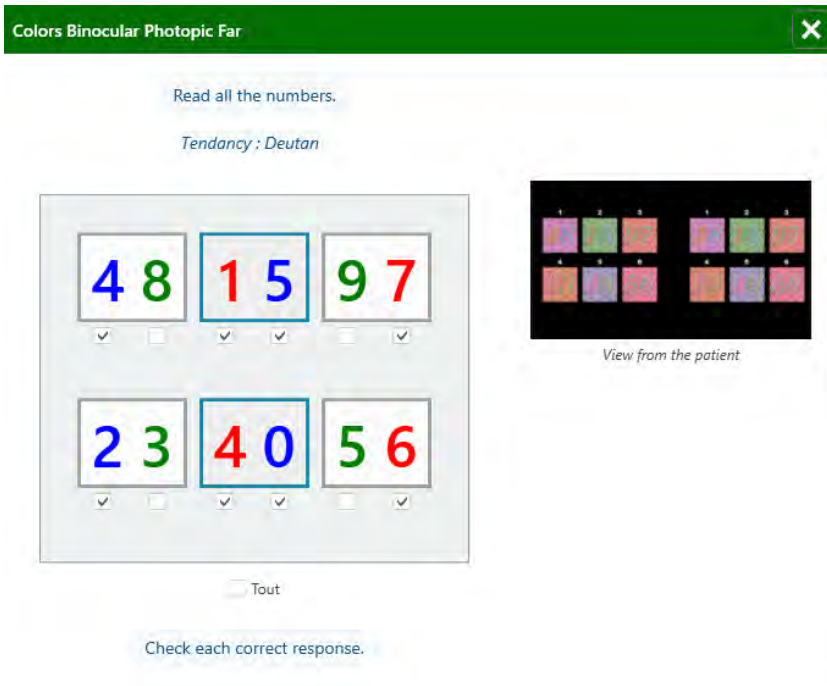 Colors Binocular Photopic Far
Read all the numbers.
Tendancy : Deutan
4 8 1 5 9 7
2 3 4 0 5 6
Tout
Check each correct response.
1 2 3 1 2 3
4 5 6 4 5 6
View from the patient